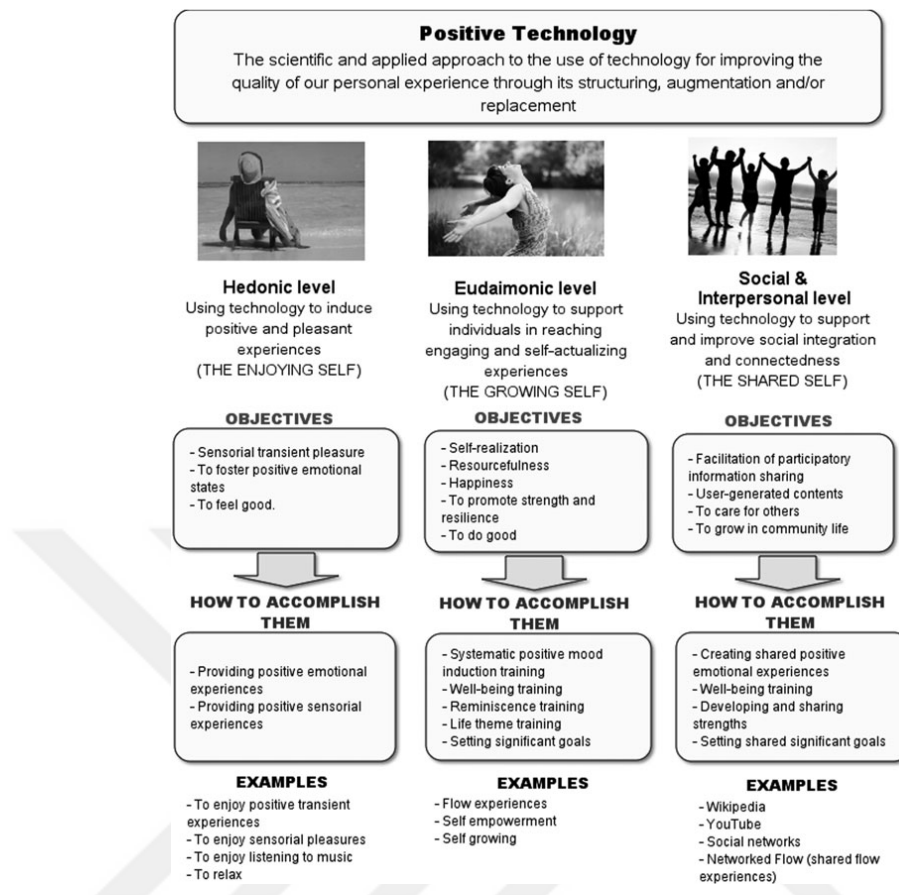 Positive Technology
The scientific and applied approach to the use of technology for improving the
quality of our personal experience through its structuring, augmentation and/or
replacement
Hedonic level
Using technology to induce
positive and pleasant
experiences
(THE ENJOYING SELF)
OBJECTIVES
- Sensorial transient pleasure
- To foster positive emotional
states
- To feel good.
HOW TO ACCOMPLISH
THEM
- Providing positive emotional
experiences
- Providing positive sensorial
experiences
EXAMPLES
- To enjoy positive transient
experiences
- To enjoy sensorial pleasures
- To enjoy listening to music
- To relax
Eudaimonic level
Using technology to support
individuals in reaching
engaging and self-actualizing
experiences
(THE GROWING SELF)
OBJECTIVES
- Self-realization
- Resourcefulness
- Happiness
- To promote strength and
resilience
- To do good
HOW TO ACCOMPLISH
THEM
- Systematic positive mood
induction training
- Well-being training
- Reminiscence training
- Life theme training
- Setting significant goals
EXAMPLES
- Flow experiences
- Self empowerment
- Self growing
Social &
Interpersonal level
Using technology to support
and improve social integration
and connectedness
(THE SHARED SELF)
OBJECTIVES
- Facilitation of participatory
information sharing
- User-generated contents
- To care for others
- To grow in community life
HOW TO ACCOMPLISH
THEM
- Creating shared positive
emotional experiences
- Well-being training
- Developing and sharing
strengths
- Setting shared significant goals
EXAMPLES
- Wikipedia
- YouTube
- Social networks
- Networked Flow (shared flow
experiences)